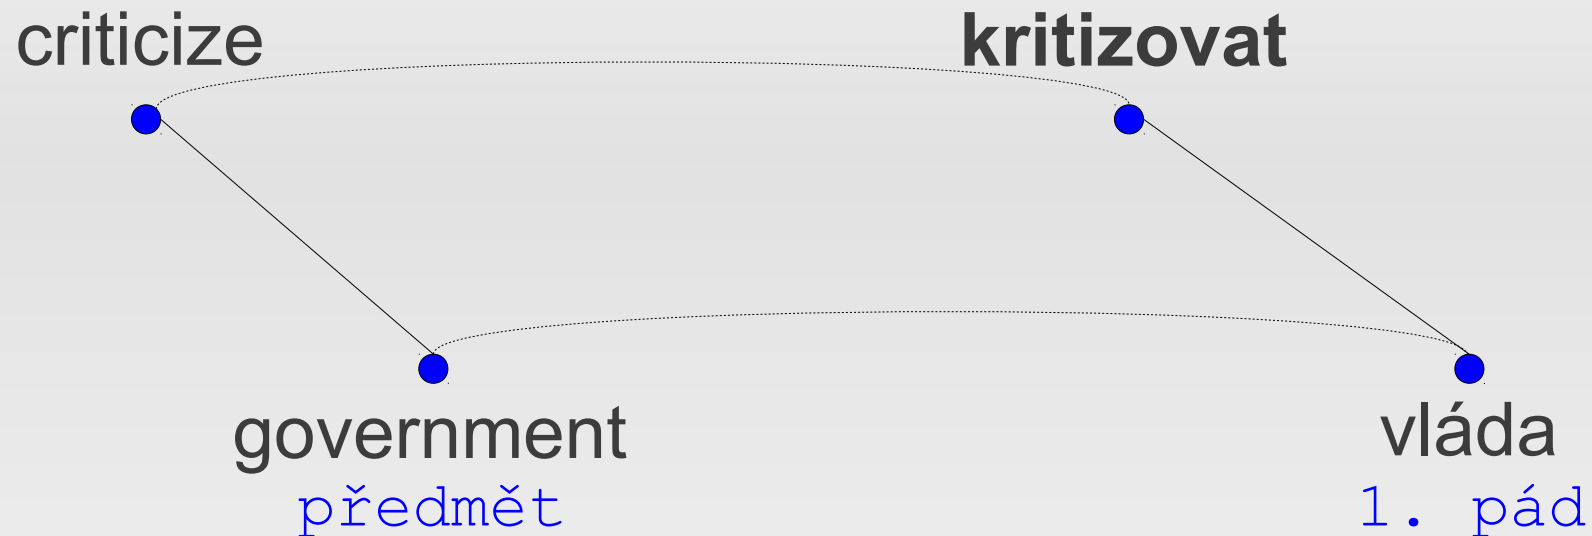 criticize kritizovat
government vláda
předmět 1. pád